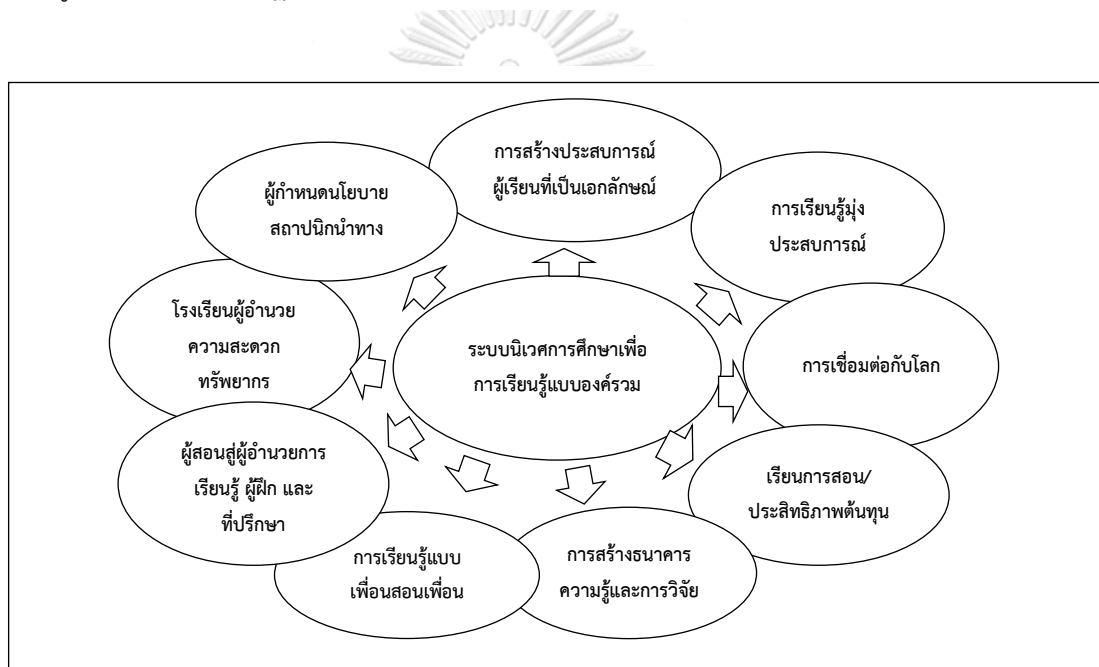 การสร้างประสบการณ์
ผู้เรียนที่เป็นเอกลักษณ์
ผู้กำหนดนโยบาย
สถาปนิกนำทาง
การเรียนรู้มุ่ง
ประสบการณ์
โรงเรียนผู้อำนวย
ความสะดวก
ทรัพยากร
ระบบนิเวศการศึกษาเพื่อ
การเรียนรู้แบบองค์รวม
การเชื่อมต่อกับโลก
ผู้สอนสู่ผู้อำนวยการ
เรียนรู้ ผู้ฝึก และ
ที่ปรึกษา
เรียนการสอน/
ประสิทธิภาพต้นทุน
การเรียนรู้แบบ
เพื่อนสอนเพื่อน
การสร้างธนาคาร
ความรู้และการวิจัย